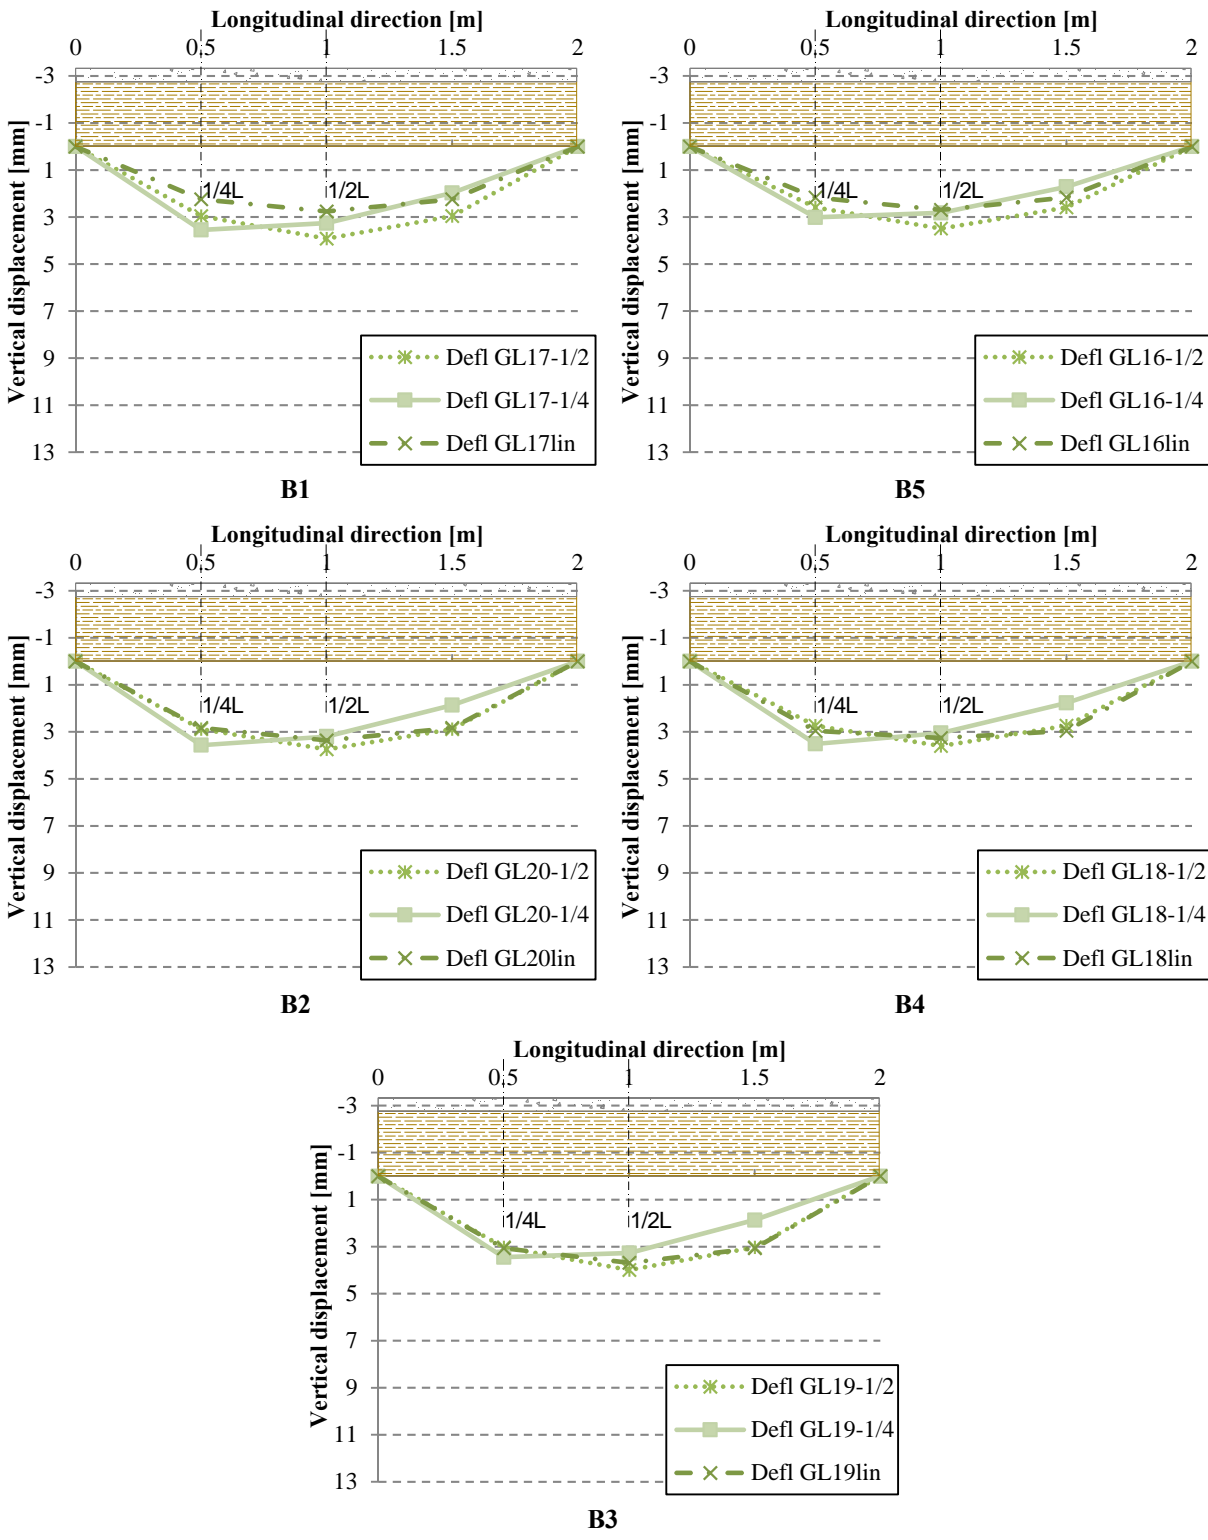 Longitudinal direction [m]
0 0.5 1 1.5 2
Vertical displacement [mm]
-3
-1
1
3
5
7
9
11
13
1/4L 1/2L
Defl GL17-1/2
Defl GL17-1/4
Defl GL17lin
B1
Longitudinal direction [m]
0 0.5 1 1.5 2
Vertical displacement [mm]
-3
-1
1
3
5
7
9
11
13
1/4L 1/2L
Defl GL16-1/2
Defl GL16-1/4
Defl GL16lin
B5
Longitudinal direction [m]
0 0.5 1 1.5 2
Vertical displacement [mm]
-3
-1
1
3
5
7
9
11
13
1/4L 1/2L
Defl GL20-1/2
Defl GL20-1/4
Defl GL20lin
B2
Longitudinal direction [m]
0 0.5 1 1.5 2
Vertical displacement [mm]
-3
-1
1
3
5
7
9
11
13
1/4L 1/2L
Defl GL18-1/2
Defl GL18-1/4
Defl GL18lin
B4
Longitudinal direction [m]
0 0.5 1 1.5 2
Vertical displacement [mm]
-3
-1
1
3
5
7
9
11
13
1/4L 1/2L
Defl GL19-1/2
Defl GL19-1/4
Defl GL19lin
B3